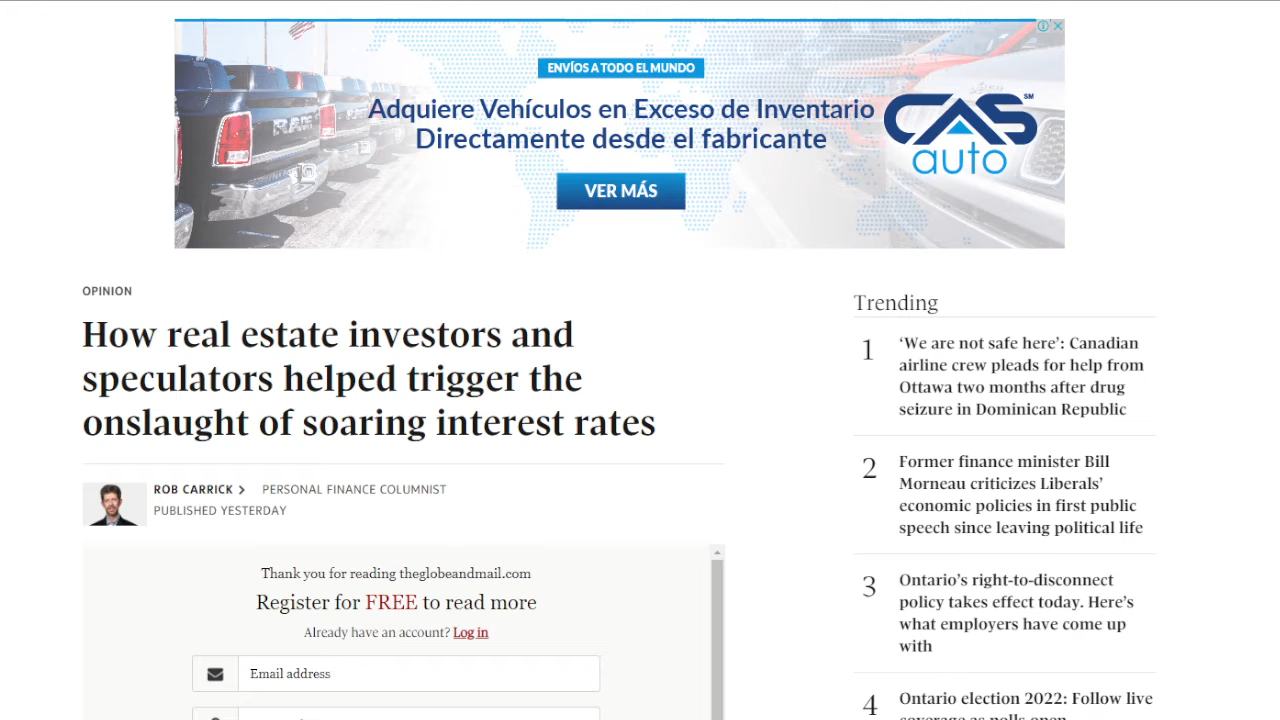 ENVÍOS A TODO EL MUNDO
Adquiere Vehículos en Exceso de Inventario
Directamente desde el fabricante
VER MÁS
RAM
CAS SM
auto
OPINION
How real estate investors and
speculators helped trigger the
onslaught of soaring interest rates
ROB CARRICK > PERSONAL FINANCE COLUMNIST
PUBLISHED YESTERDAY
Thank you for reading theglobeandmail.com
Register for FREE to read more
Already have an account? Log in
Email address
Trending
1 ‘We are not safe here’: Canadian
airline crew pleads for help from
Ottawa two months after drug
seizure in Dominican Republic
2 Former finance minister Bill
Morneau criticizes Liberals’
economic policies in first public
speech since leaving political life
3 Ontario’s right-to-disconnect
policy takes effect today. Here’s
what employers have come up
with
4 Ontario election 2022: Follow live
coverage as polls open